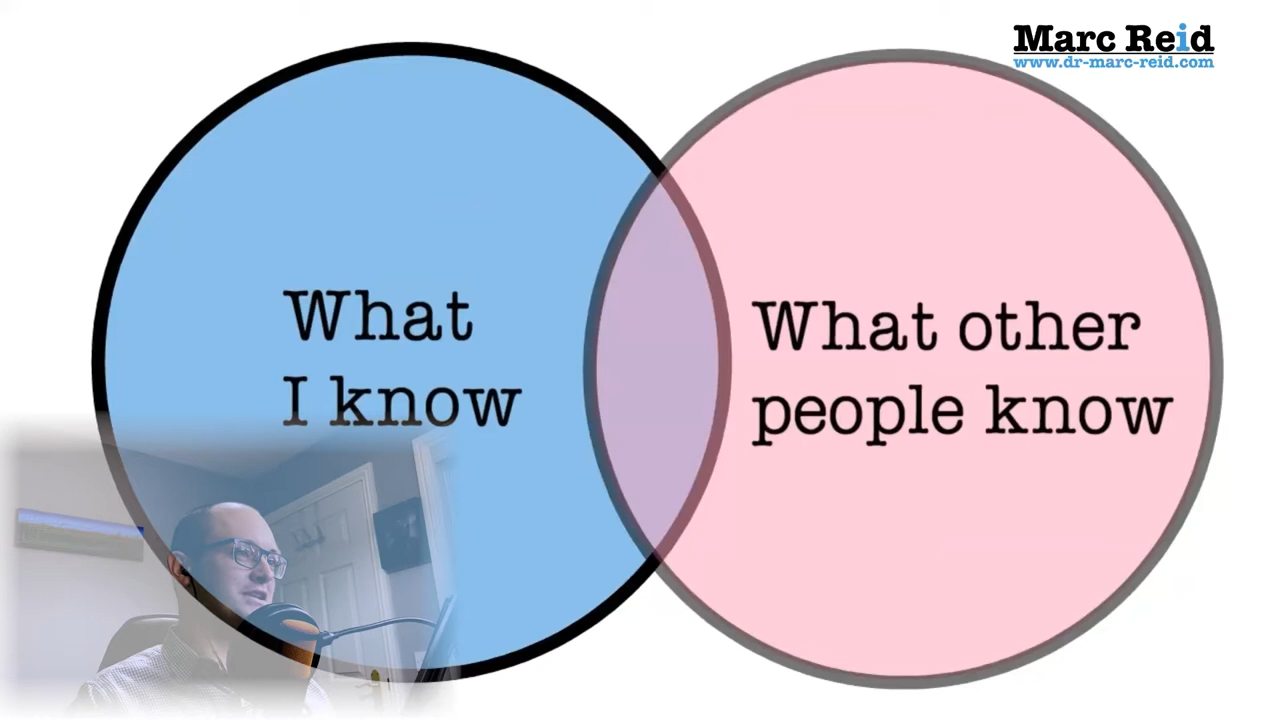 Marc Reid
www.dr-marc-reid.com
What
I know
What other
people know